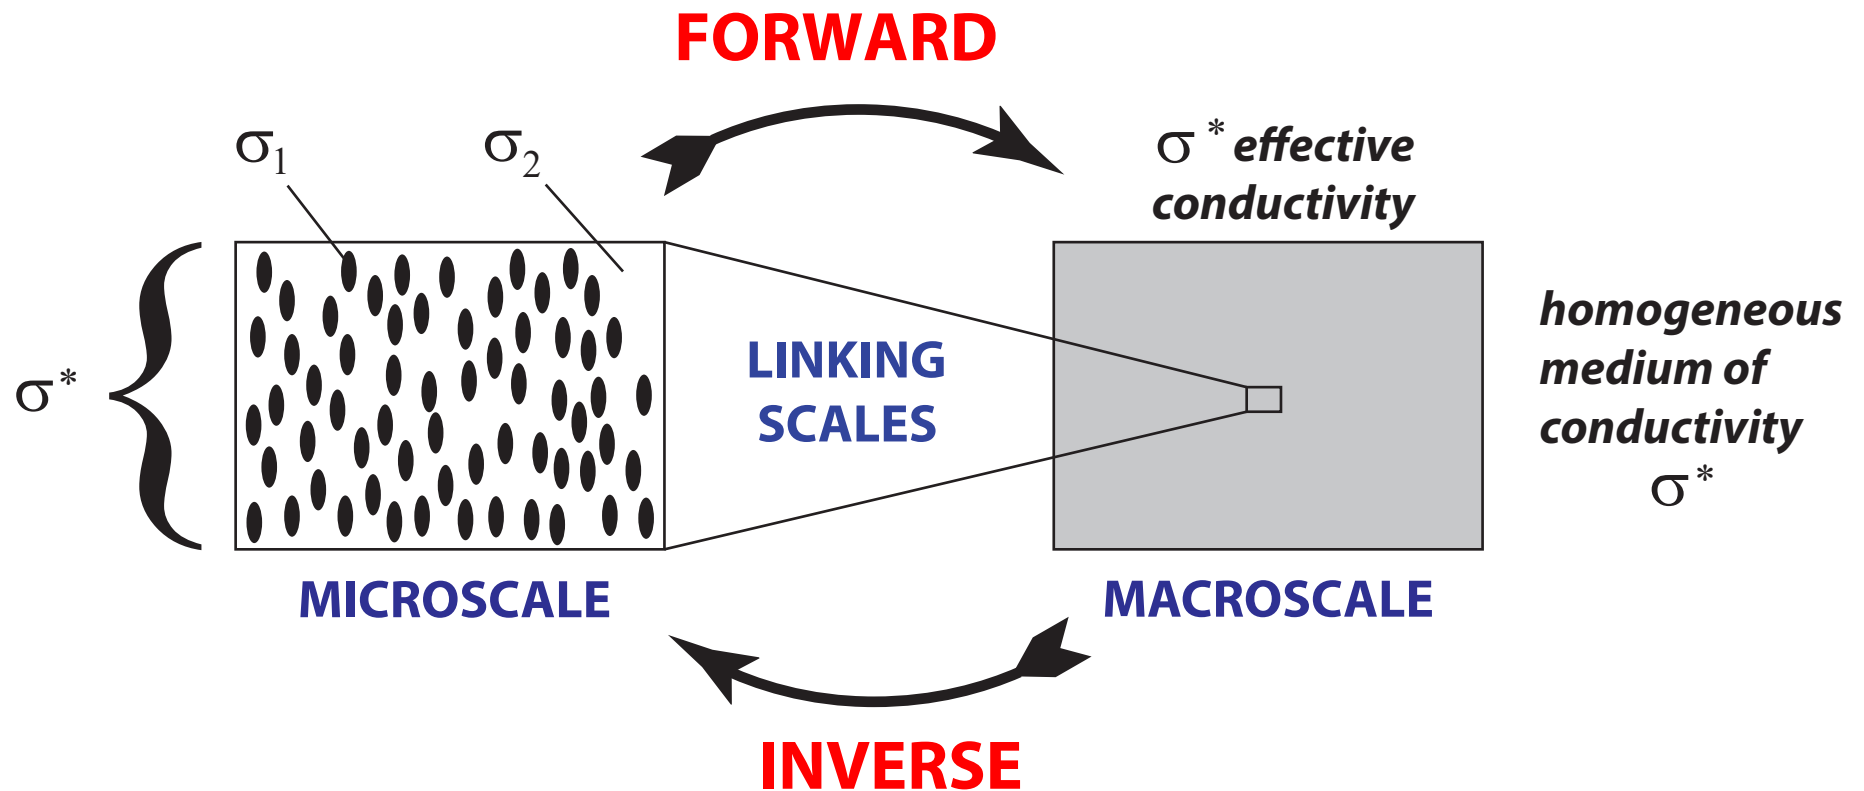 FORWARD
σ1
σ2
σ* effective
conductivity
σ*
LINKING
SCALES
homogeneous
medium of
conductivity
σ*
MICROSCALE
MACROSCALE
INVERSE